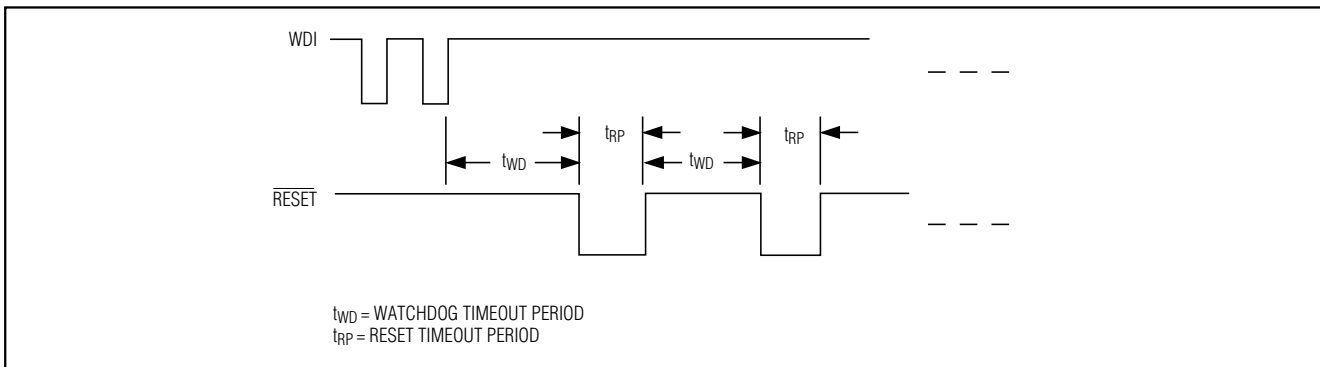 WDI
tRP
tRP
tWD
tWD
RESET
tWD = WATCHDOG TIMEOUT PERIOD
tRP = RESET TIMEOUT PERIOD